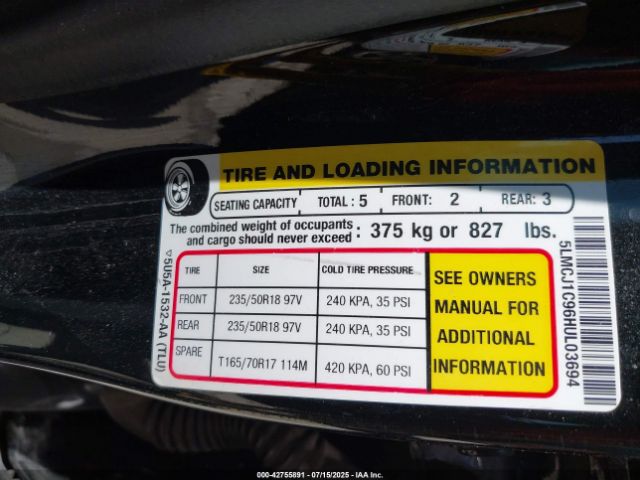 TIRE AND LOADING INFORMATION
SEATING CAPACITY TOTAL : 5 FRONT: 2 REAR: 3
The combined weight of occupants
and cargo should never exceed : 375 kg or 827 lbs.
TIRE SIZE COLD TIRE PRESSURE
FRONT 235/50R18 97V 240 KPA, 35 PSI
REAR 235/50R18 97V 240 KPA, 35 PSI
SPARE T165/70R17 114M 420 KPA, 60 PSI
SEE OWNERS
MANUAL FOR
ADDITIONAL
INFORMATION
▽5U5A-1532-AA (TLU)
5LMCJ1C96HUL03694
000-42755891 - 07/15/2025 - IAA Inc.